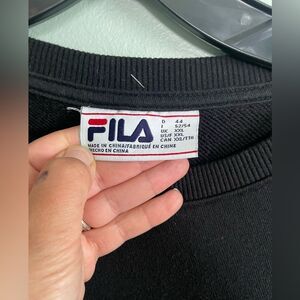 FILA
D 44
I 52/54
UK XXL
US/E XXL
CAN XXL/TTG
MADE IN CHINA/FABRIQUÉ EN CHINE
HECHO EN CHINA